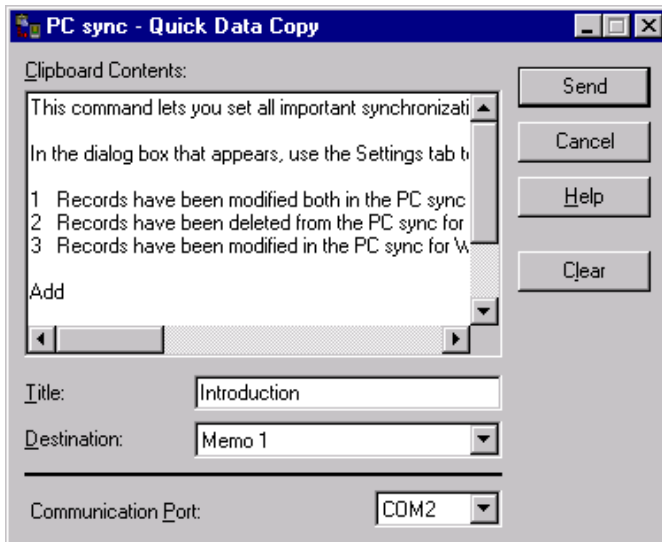 PC sync - Quick Data Copy
Clipboard Contents:
This command lets you set all important synchronizati
In the dialog box that appears, use the Settings tab t
1 Records have been modified both in the PC sync
2 Records have been deleted from the PC sync for
3 Records have been modified in the PC sync for W
Add
Title:
Introduction
Destination:
Memo 1
Communication Port:
COM2
Send
Cancel
Help
Clear